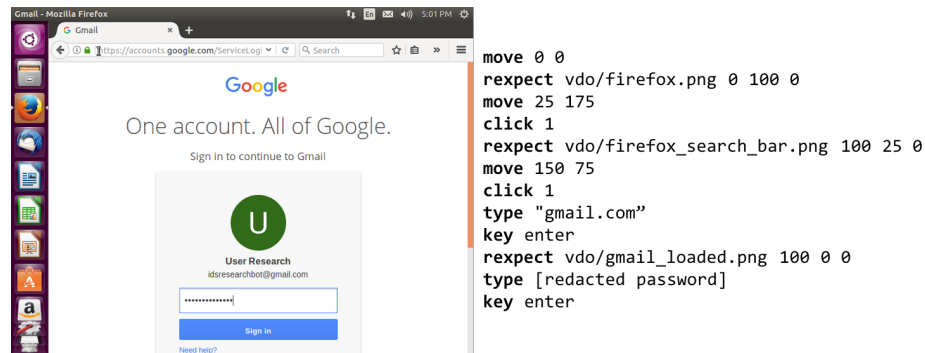 Gmail - Mozilla Firefox
En
5:01 PM
Gmail
https://accounts.google.com/ServiceLogi
Search
Google
One account. All of Google.
Sign in to continue to Gmail
U
User Research
idsresearchbot@gmail.com
••••••••••••••
Sign in
Need help?
A
a
move 0 0
rexpect vdo/firefox.png 0 100 0
move 25 175
click 1
rexpect vdo/firefox_search_bar.png 100 25 0
move 150 75
click 1
type "gmail.com”
key enter
rexpect vdo/gmail_loaded.png 100 0 0
type [redacted password]
key enter